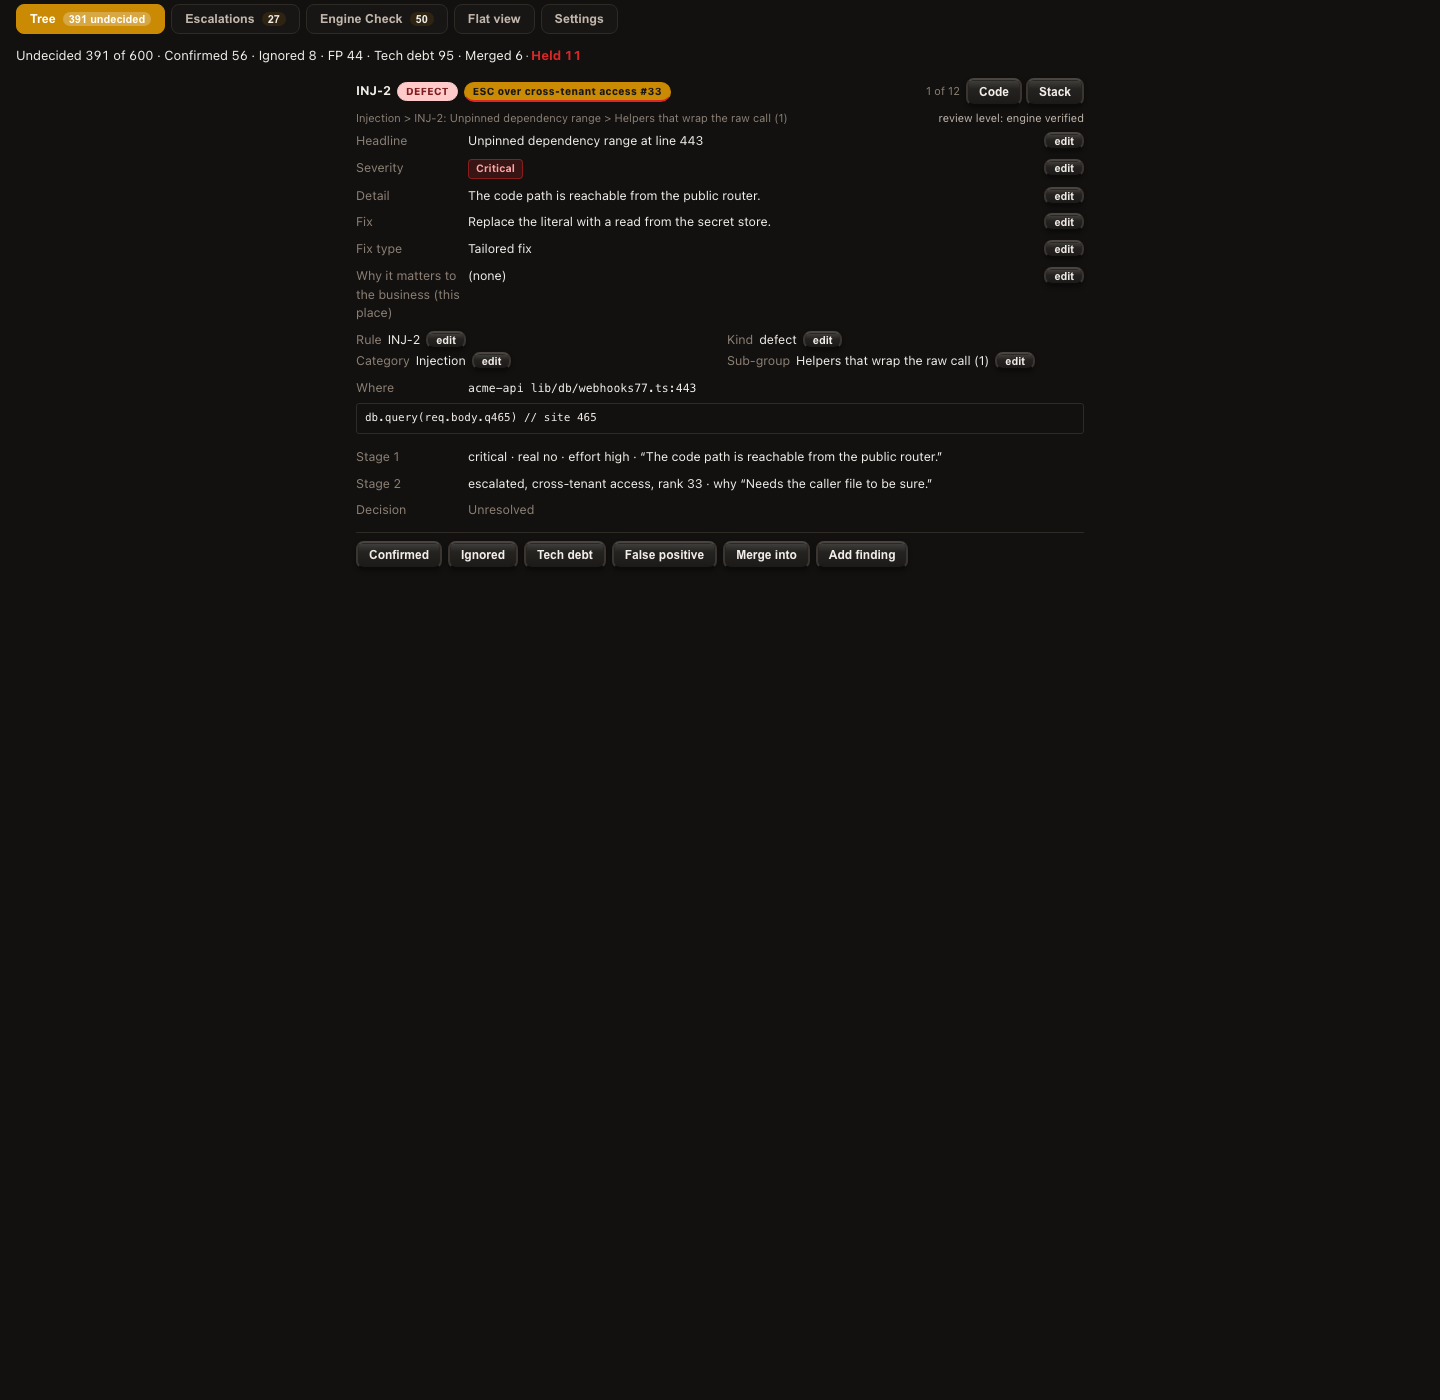 Tree 391 undecided Escalations 27 Engine Check 50 Flat view Settings
Undecided 391 of 600 · Confirmed 56 · Ignored 8 · FP 44 · Tech debt 95 · Merged 6 · Held 11
INJ-2 DEFECT ESC over cross-tenant access #33 1 of 12 Code Stack
Injection > INJ-2: Unpinned dependency range > Helpers that wrap the raw call (1) review level: engine verified
Headline Unpinned dependency range at line 443 edit
Severity Critical edit
Detail The code path is reachable from the public router. edit
Fix Replace the literal with a read from the secret store. edit
Fix type Tailored fix edit
Why it matters to (none) edit
the business (this
place)
Rule INJ-2 edit Kind defect edit
Category Injection edit Sub-group Helpers that wrap the raw call (1) edit
Where acme-api lib/db/webhooks77.ts:443
db.query(req.body.q465) // site 465
Stage 1 critical · real no · effort high · “The code path is reachable from the public router.”
Stage 2 escalated, cross-tenant access, rank 33 · why “Needs the caller file to be sure.”
Decision Unresolved
Confirmed Ignored Tech debt False positive Merge into Add finding